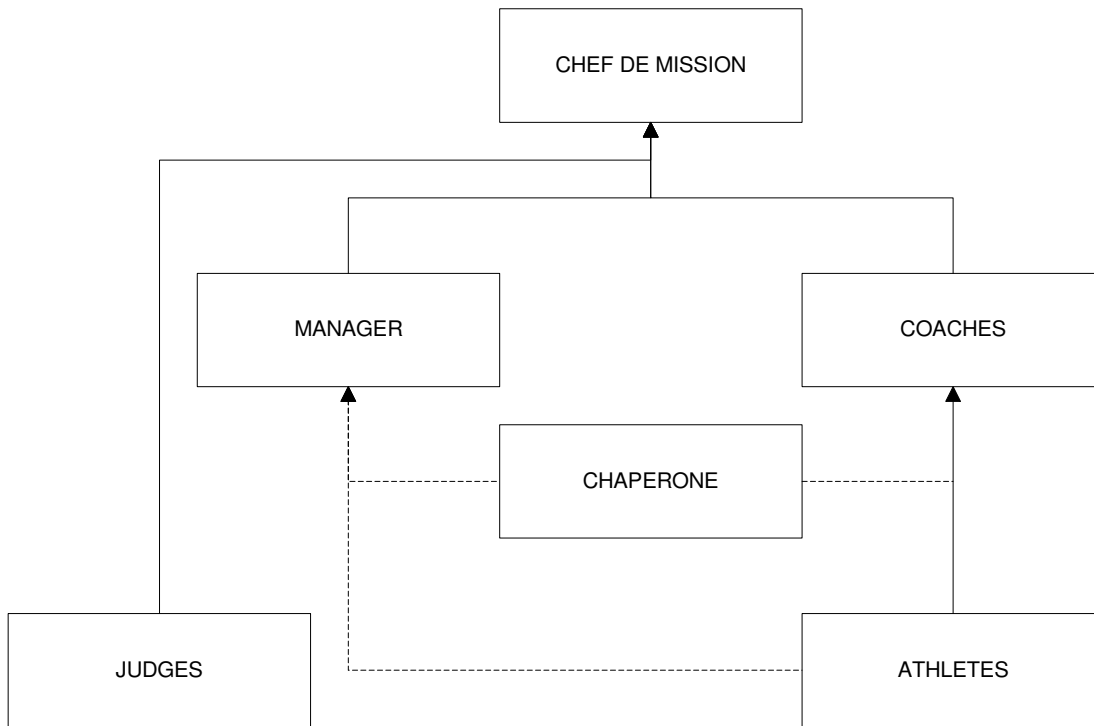 CHEF DE MISSION
MANAGER
COACHES
CHAPERONE
JUDGES
ATHLETES